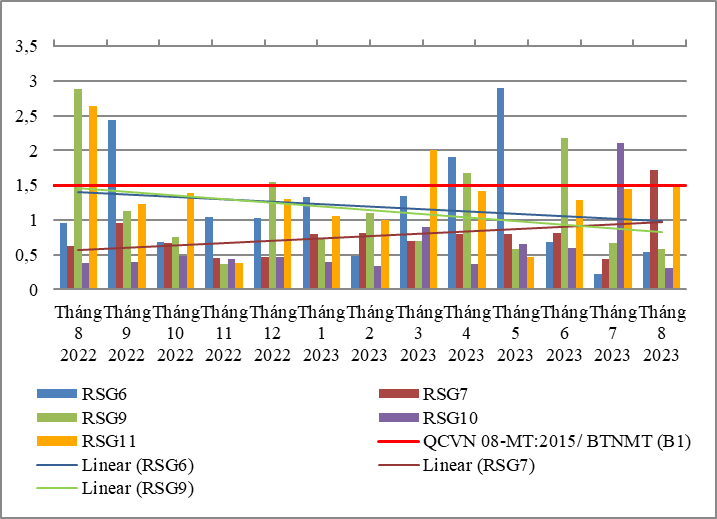 3,5
3
2,5
2
1,5
1
0,5
0
Tháng Tháng Tháng Tháng Tháng Tháng Tháng Tháng Tháng Tháng Tháng Tháng Tháng
8 9 10 11 12 1 2 3 4 5 6 7 8
2022 2022 2022 2022 2022 2023 2023 2023 2023 2023 2023 2023 2023
RSG6 RSG7
RSG9 RSG10
RSG11 QCVN 08-MT:2015/ BTNMT (B1)
Linear (RSG6) Linear (RSG7)
Linear (RSG9)